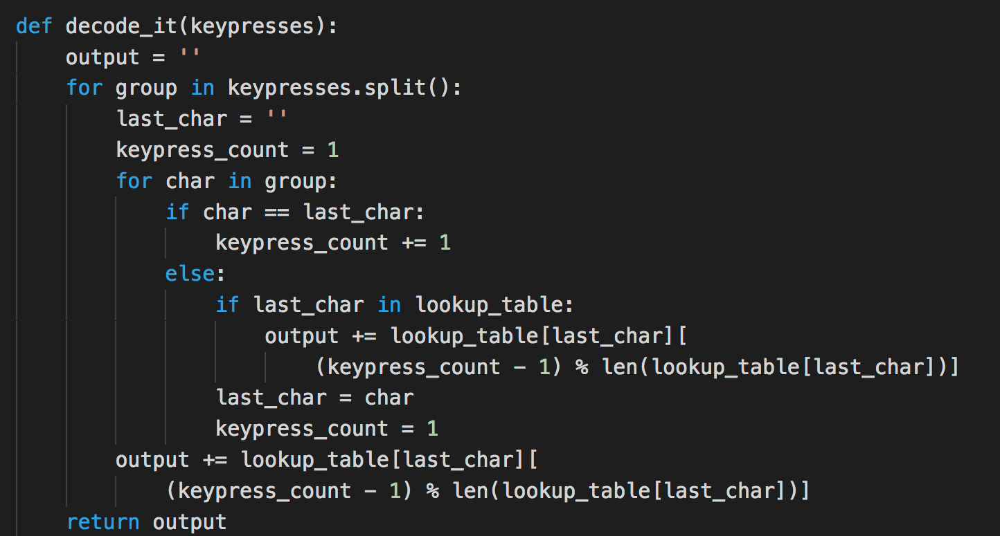 def decode_it(keypresses):
    output = ''
    for group in keypresses.split():
        last_char = ''
        keypress_count = 1
        for char in group:
            if char == last_char:
                keypress_count += 1
            else:
                if last_char in lookup_table:
                    output += lookup_table[last_char][
                        (keypress_count - 1) % len(lookup_table[last_char])]
                last_char = char
                keypress_count = 1
        output += lookup_table[last_char][
            (keypress_count - 1) % len(lookup_table[last_char])]
    return output